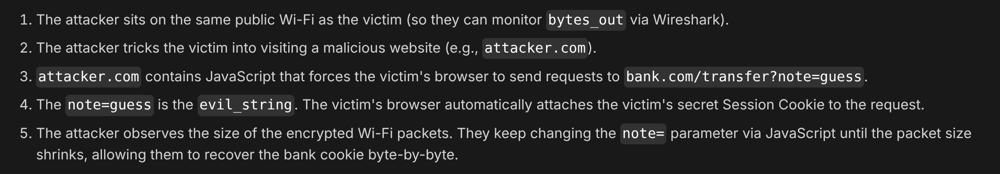 1. The attacker sits on the same public Wi-Fi as the victim (so they can monitor bytes_out via Wireshark).
2. The attacker tricks the victim into visiting a malicious website (e.g., attacker.com).
3. attacker.com contains JavaScript that forces the victim's browser to send requests to bank.com/transfer?note=guess.
4. The note=guess is the evil_string. The victim's browser automatically attaches the victim's secret Session Cookie to the request.
5. The attacker observes the size of the encrypted Wi-Fi packets. They keep changing the note= parameter via JavaScript until the packet size
shrinks, allowing them to recover the bank cookie byte-by-byte.